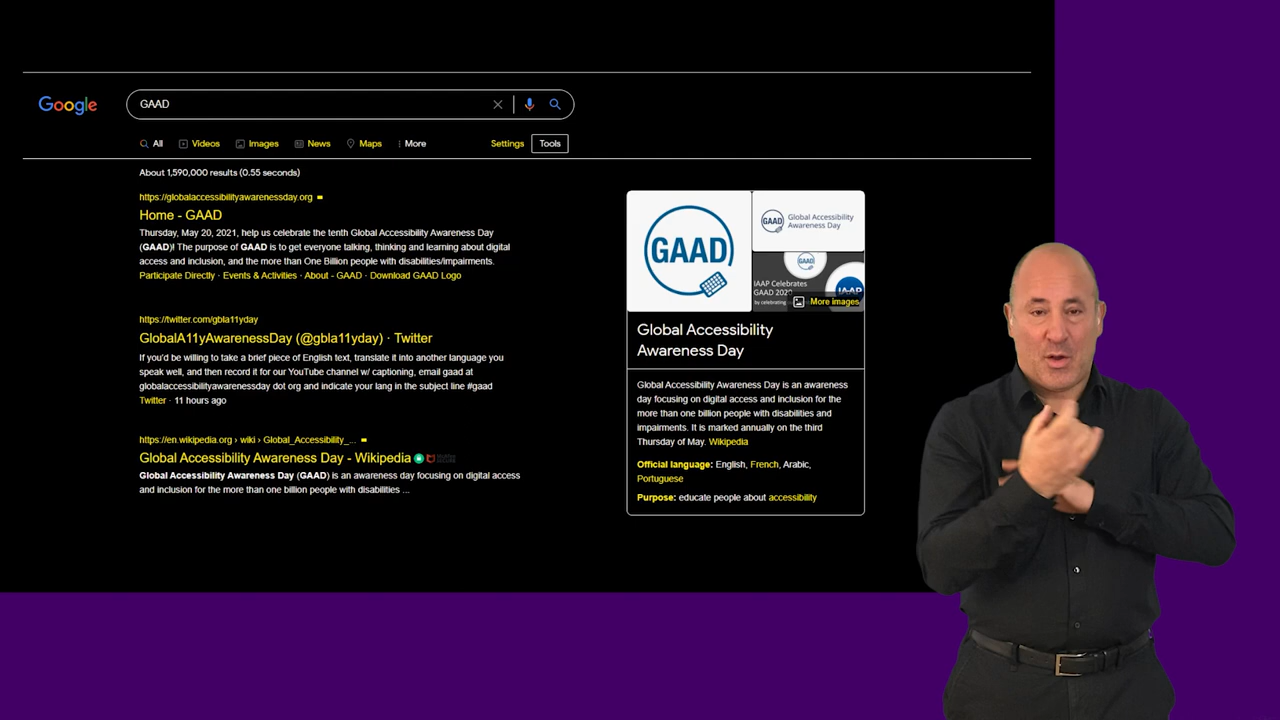 Google
GAAD
All Videos Images News Maps More Settings Tools
About 1,590,000 results (0.55 seconds)
https://globalaccessibilityawarenessday.org
Home - GAAD
Thursday, May 20, 2021, help us celebrate the tenth Global Accessibility Awareness Day
(GAAD)! The purpose of GAAD is to get everyone talking, thinking and learning about digital
access and inclusion, and the more than One Billion people with disabilities/impairments.
Participate Directly · Events & Activities · About - GAAD · Download GAAD Logo
https://twitter.com/gbla11yday
GlobalA11yAwarenessDay (@gbla11yday) · Twitter
If you'd be willing to take a brief piece of English text, translate it into another language you
speak well, and then record it for our YouTube channel w/ captioning, email gaad at
globalaccessibilityawarenessday dot org and indicate your lang in the subject line #gaad
Twitter · 11 hours ago
https://en.wikipedia.org › wiki › Global_Accessibility_...
Global Accessibility Awareness Day - Wikipedia
Global Accessibility Awareness Day (GAAD) is an awareness day focusing on digital access
and inclusion for the more than one billion people with disabilities ...
GAAD
GAAD
Global Accessibility
Awareness Day
GAAD
IAAP Celebrates
GAAD 2020
by celebrating
IAAP
More images
Global Accessibility
Awareness Day
Global Accessibility Awareness Day is an awareness
day focusing on digital access and inclusion for the
more than one billion people with disabilities and
impairments. It is marked annually on the third
Thursday of May. Wikipedia
Official language: English, French, Arabic,
Portuguese
Purpose: educate people about accessibility